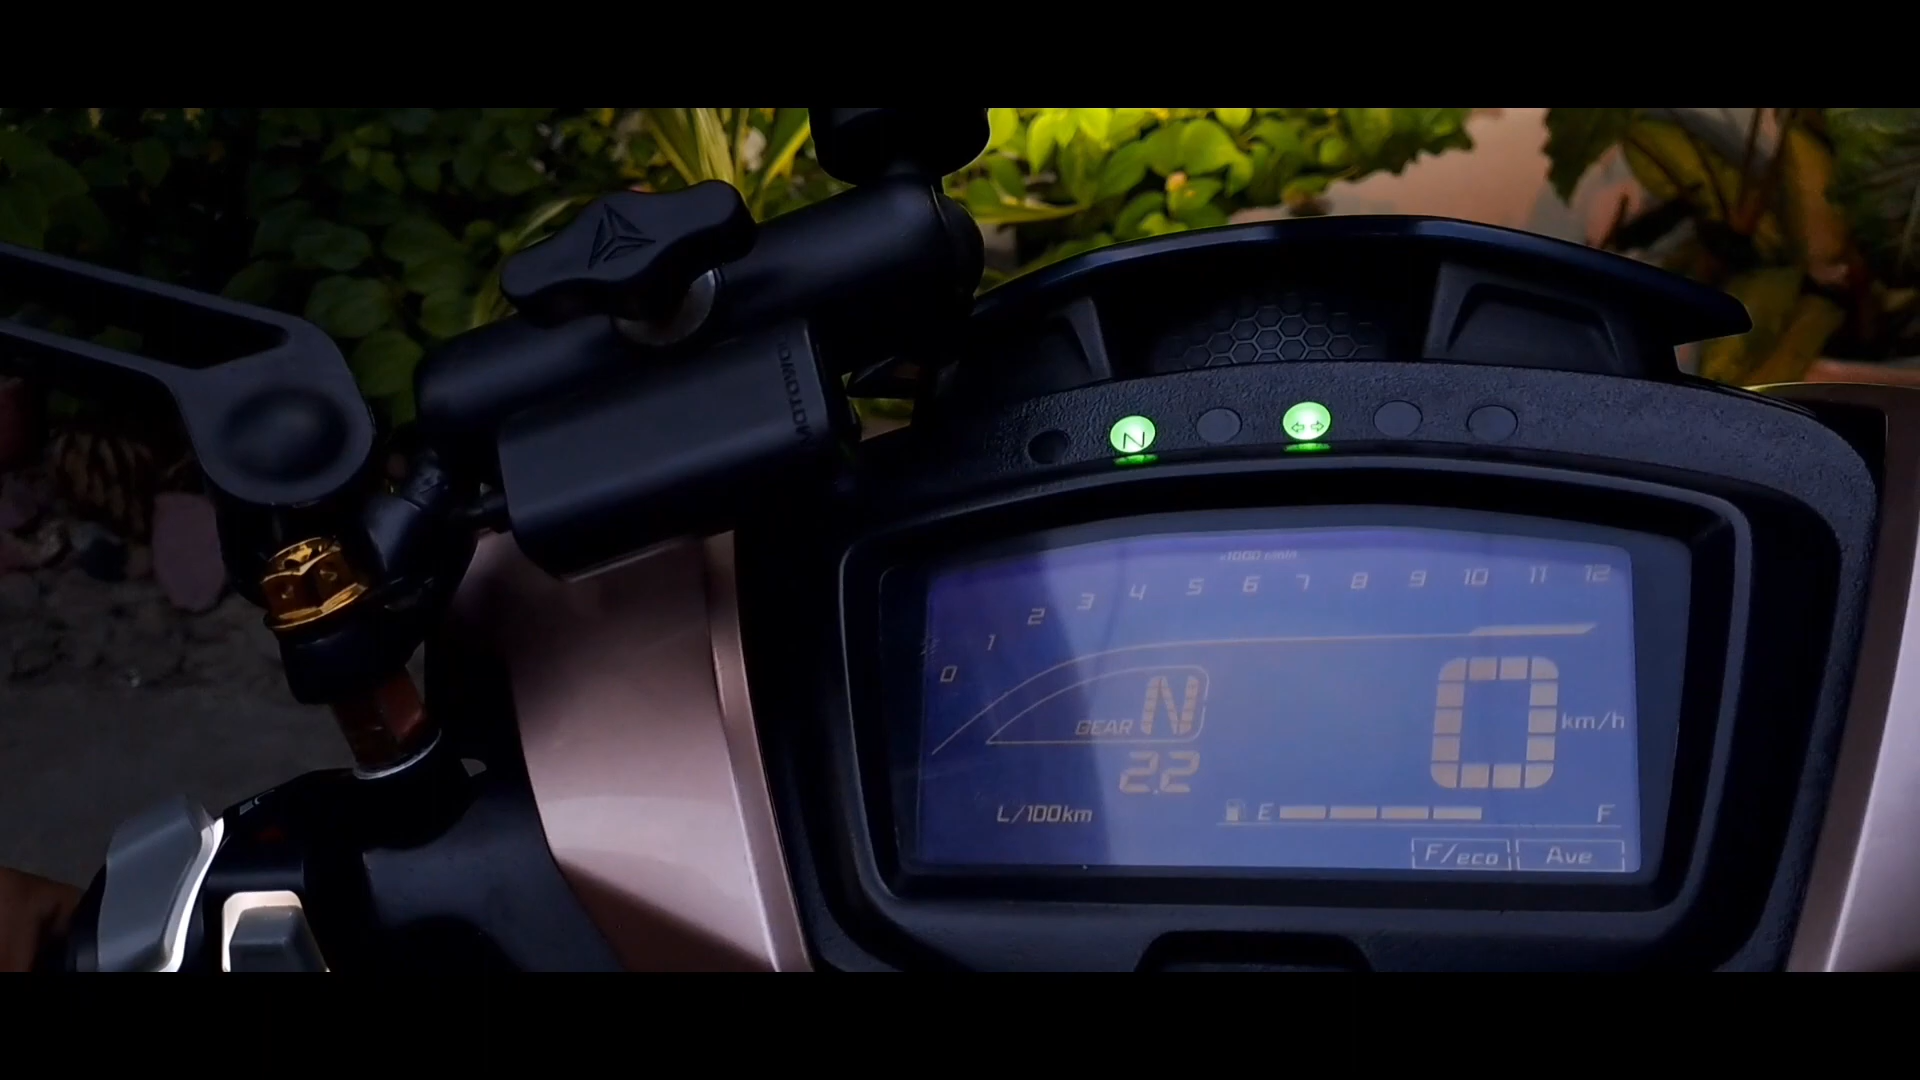 MOTOWOLF
N
x1000 r/min
0 1 2 3 4 5 6 7 8 9 10 11 12
GEAR N
0 km/h
2.2
L/100km
E F
F/eco Ave